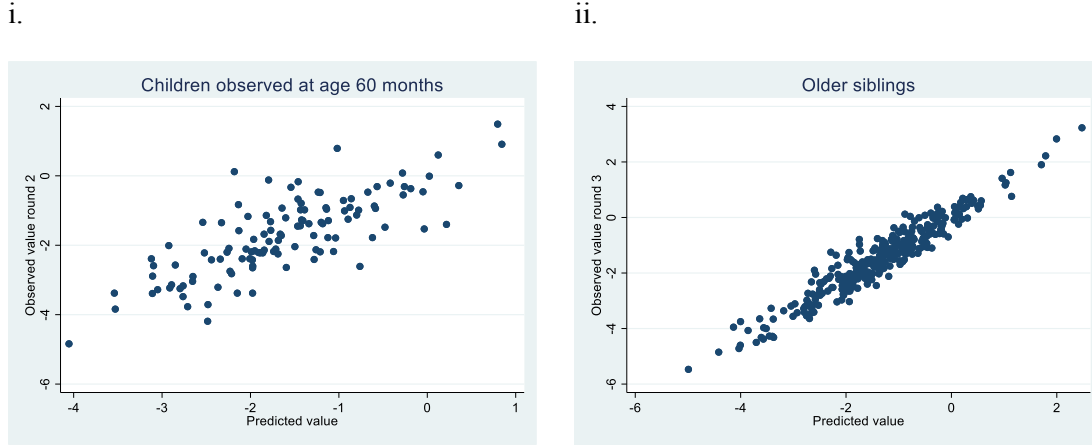 i.
ii.
Children observed at age 60 months
Observed value round 2
2
0
-2
-4
-6
-4
-3
-2
-1
0
1
Predicted value
Older siblings
Observed value round 3
4
2
0
-2
-4
-6
-6
-4
-2
0
2
Predicted value